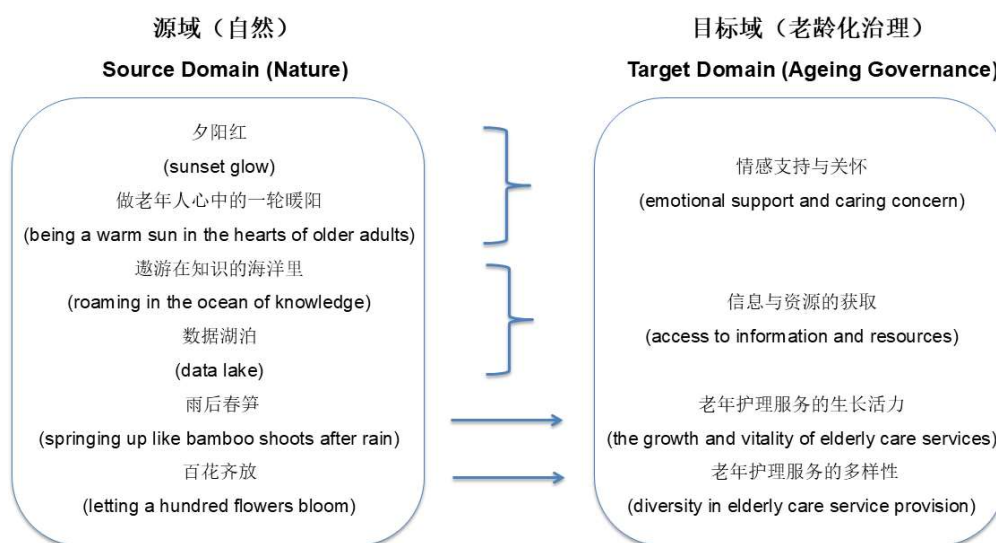 源域（自然）
Source Domain (Nature)
夕阳红
(sunset glow)
做老年人心中的一轮暖阳
(being a warm sun in the hearts of older adults)
遨游在知识的海洋里
(roaming in the ocean of knowledge)
数据湖泊
(data lake)
雨后春笋
(springing up like bamboo shoots after rain)
百花齐放
(letting a hundred flowers bloom)
目标域（老龄化治理）
Target Domain (Ageing Governance)
情感支持与关怀
(emotional support and caring concern)
信息与资源的获取
(access to information and resources)
老年护理服务的生长活力
(the growth and vitality of elderly care services)
老年护理服务的多样性
(diversity in elderly care service provision)